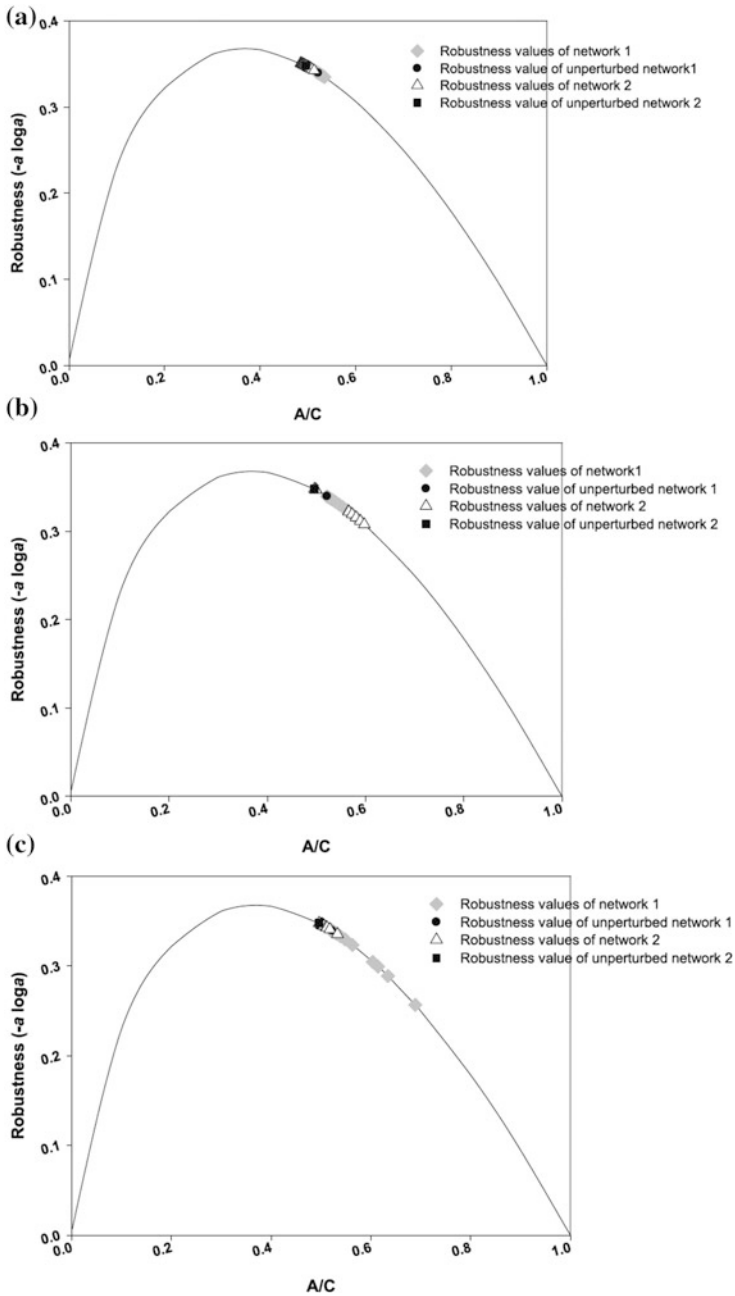 (a)
0.4
0.3
0.2
0.1
0.0
Robustness (-a loga)
Robustness values of network 1
Robustness value of unperturbed network1
Robustness values of network 2
Robustness value of unperturbed network 2
0.0 0.2 0.4 0.6 0.8 1.0
A/C
(b)
0.4
0.3
0.2
0.1
0.0
Robustness (-a loga)
Robustness values of network1
Robustness value of unperturbed network 1
Robustness values of network 2
Robustness value of unperturbed network 2
0.0 0.2 0.4 0.6 0.8 1.0
A/C
(c)
0.4
0.3
0.2
0.1
0.0
Robustness (-a loga)
Robustness values of network 1
Robustness value of unperturbed network 1
Robustness values of network 2
Robustness value of unperturbed network 2
0.0 0.2 0.4 0.6 0.8 1.0
A/C